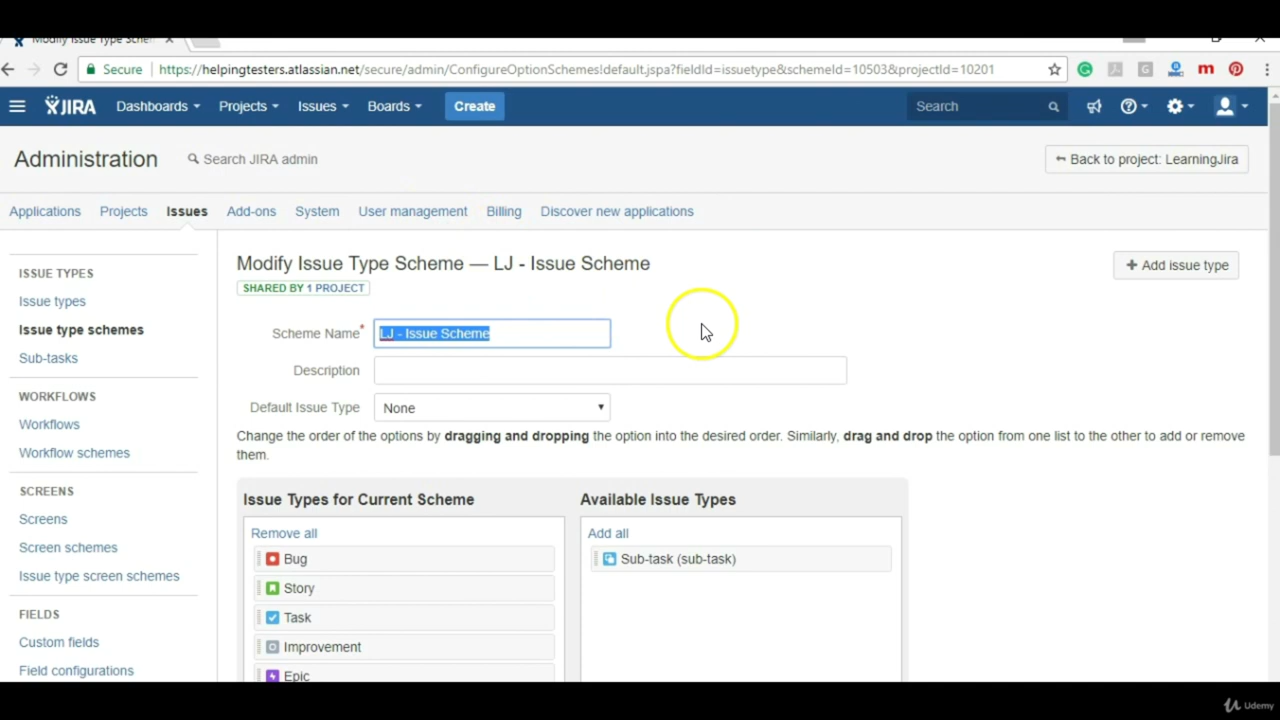 Modify Issue Type Schem
Secure
https://helpingtesters.atlassian.net/secure/admin/ConfigureOptionSchemes!default.jspa?fieldId=issuetype&schemeId=10503&projectId=10201
JIRA
Dashboards
Projects
Issues
Boards
Create
Search
Administration
Search JIRA admin
Back to project: LearningJira
Applications
Projects
Issues
Add-ons
System
User management
Billing
Discover new applications
ISSUE TYPES
Issue types
Issue type schemes
Sub-tasks
WORKFLOWS
Workflows
Workflow schemes
SCREENS
Screens
Screen schemes
Issue type screen schemes
FIELDS
Custom fields
Field configurations
Modify Issue Type Scheme — LJ - Issue Scheme
+ Add issue type
SHARED BY 1 PROJECT
Scheme Name*
LJ - Issue Scheme
Description
Default Issue Type
None
Change the order of the options by dragging and dropping the option into the desired order. Similarly, drag and drop the option from one list to the other to add or remove
them.
Issue Types for Current Scheme
Remove all
Bug
Story
Task
Improvement
Epic
Available Issue Types
Add all
Sub-task (sub-task)
Udemy